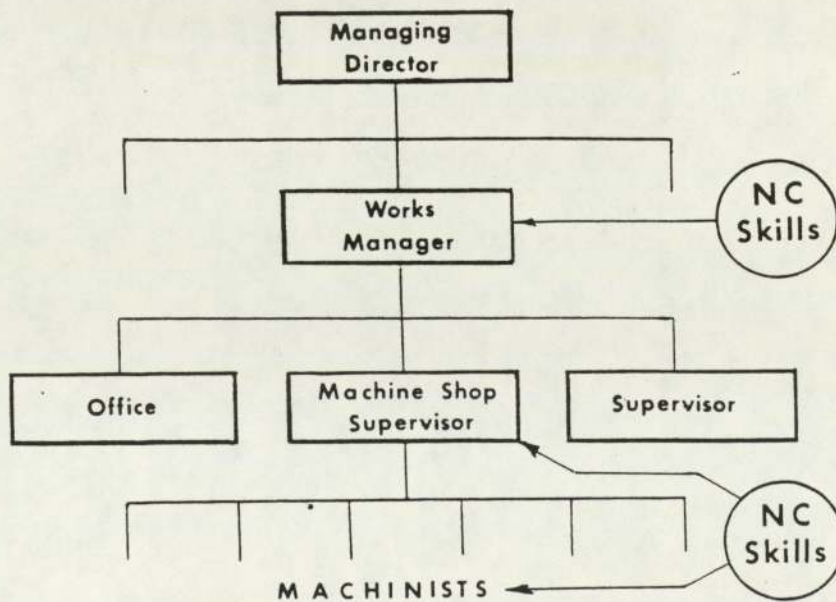 Managing
Director
Works
Manager
NC
Skills
Office
Machine Shop
Supervisor
Supervisor
NC
Skills
MACHINISTS